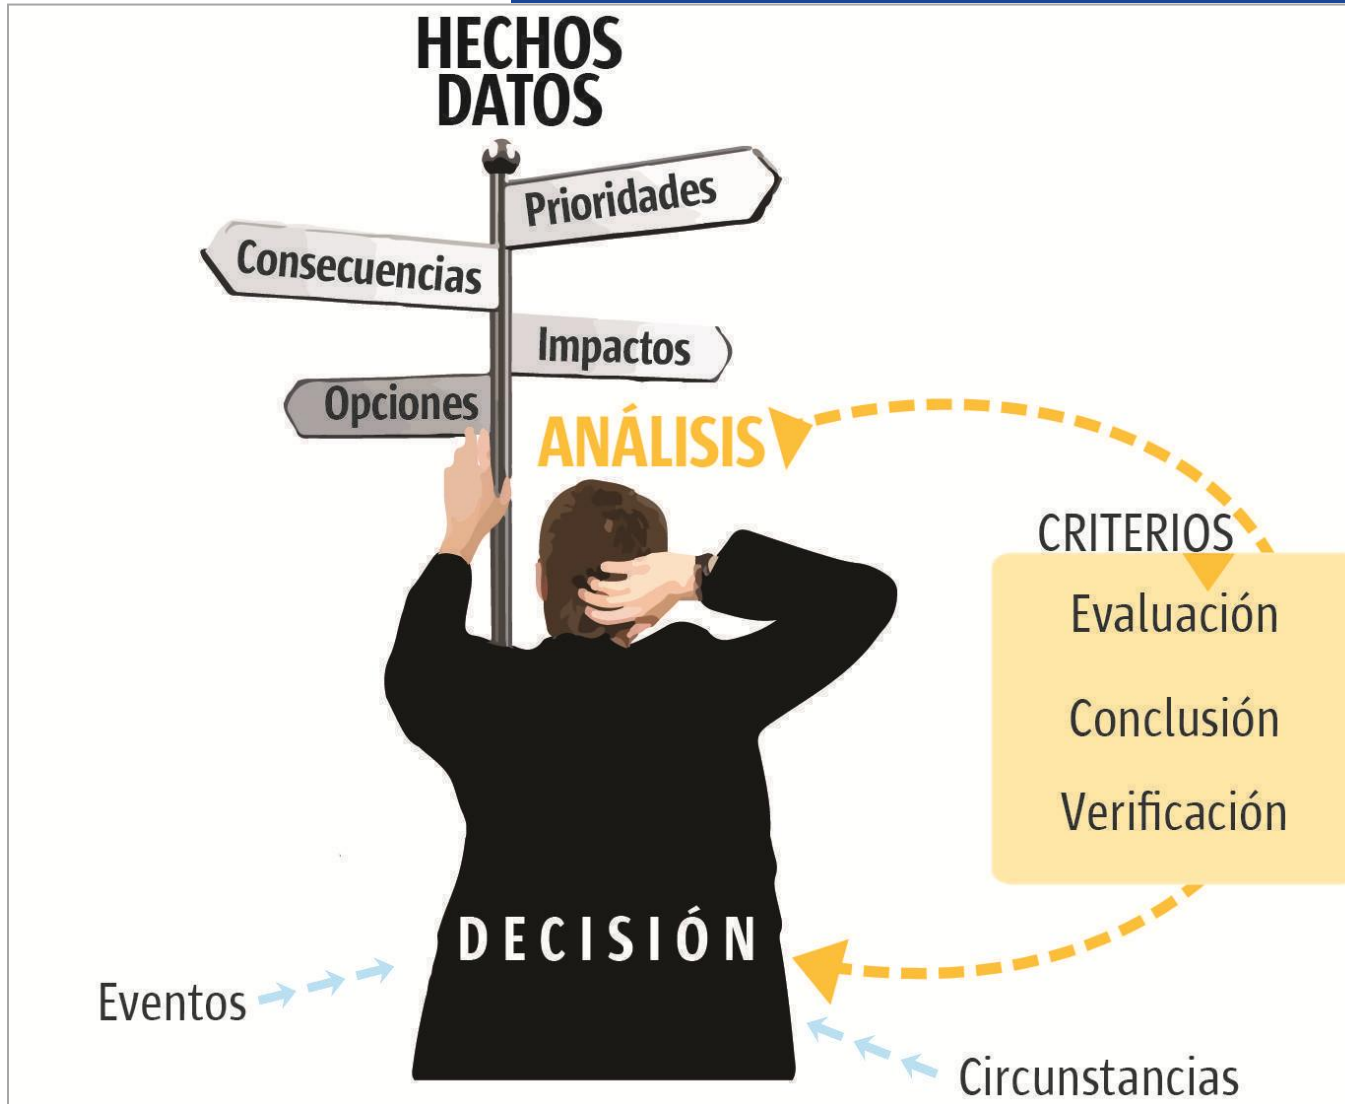 HECHOS
DATOS
Prioridades
Consecuencias
Impactos
Opciones
ANÁLISIS
CRITERIOS
Evaluación
Conclusión
Verificación
DECISIÓN
Eventos
Circunstancias